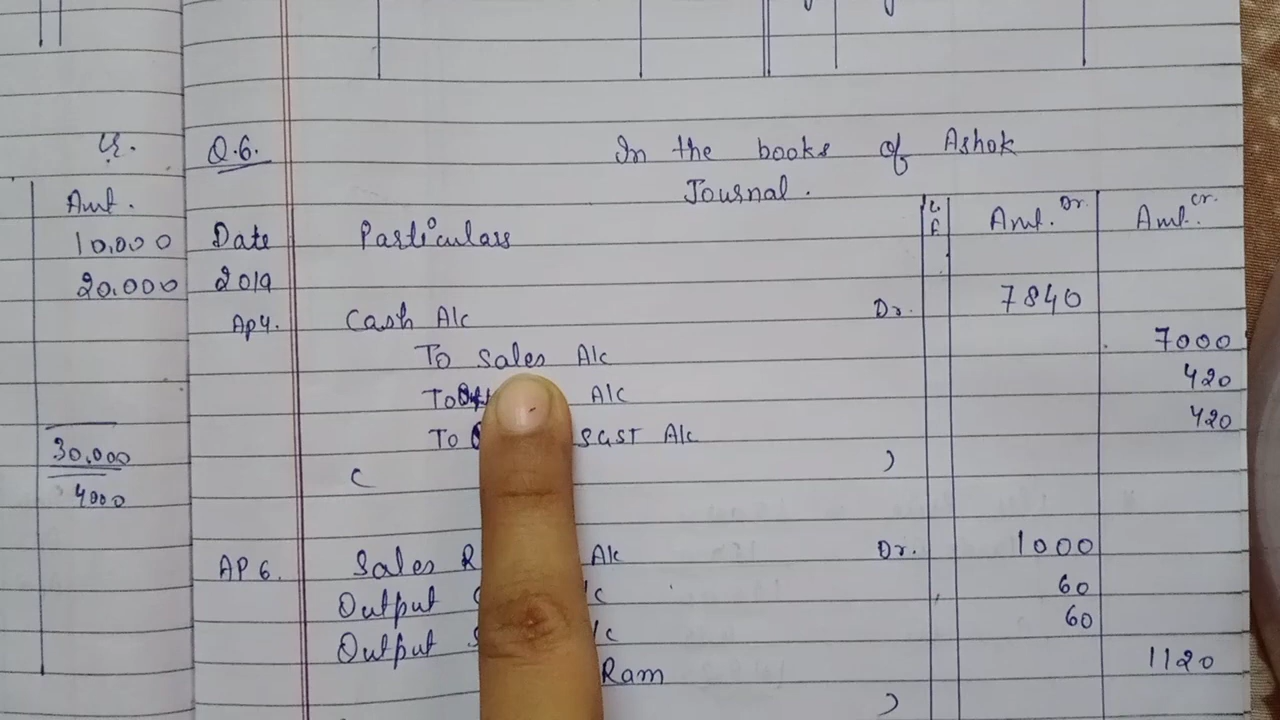 Cr.
Amt.
10,000
20,000
30,000
4000
Q.6.
In the books of Ashok
Journal.
Date Particulars L.F. Amt. Dr. Amt. Cr.
2019
Ap 4. Cash A/c Dr. 7840
To Sales A/c 7000
To A/c 420
To SGST A/c 420
( )
AP 6. Sales R A/c Dr. 1000
Output 60
Output 60
Ram 1120
)